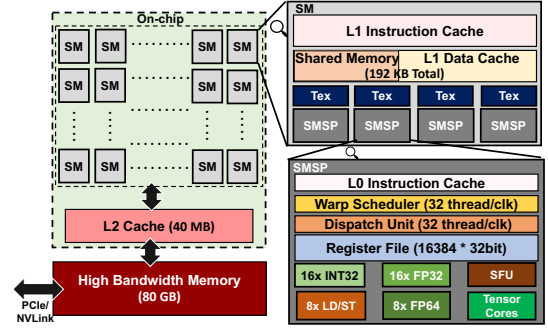 On-chip
SM SM SM SM
SM SM SM SM
SM SM SM SM
L2 Cache (40 MB)
High Bandwidth Memory
(80 GB)
PCIe/
NVLink
SM
L1 Instruction Cache
Shared Memory L1 Data Cache
(192 KB Total)
Tex Tex Tex Tex
SMSP SMSP SMSP SMSP
SMSP
L0 Instruction Cache
Warp Scheduler (32 thread/clk)
Dispatch Unit (32 thread/clk)
Register File (16384 * 32bit)
16x INT32 16x FP32 SFU
8x LD/ST 8x FP64 Tensor
Cores